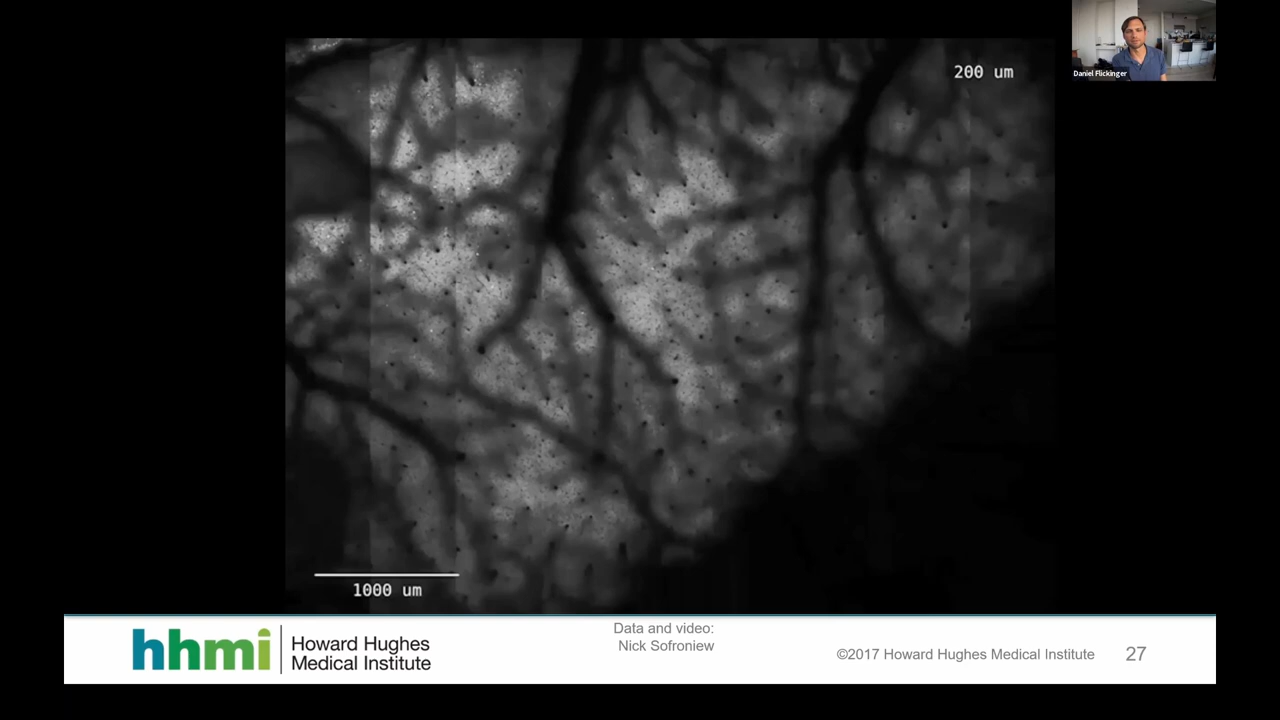 Daniel Flickinger
200 um
1000 um
hhmi
Howard Hughes
Medical Institute
Data and video:
Nick Sofroniew
©2017 Howard Hughes Medical Institute
27